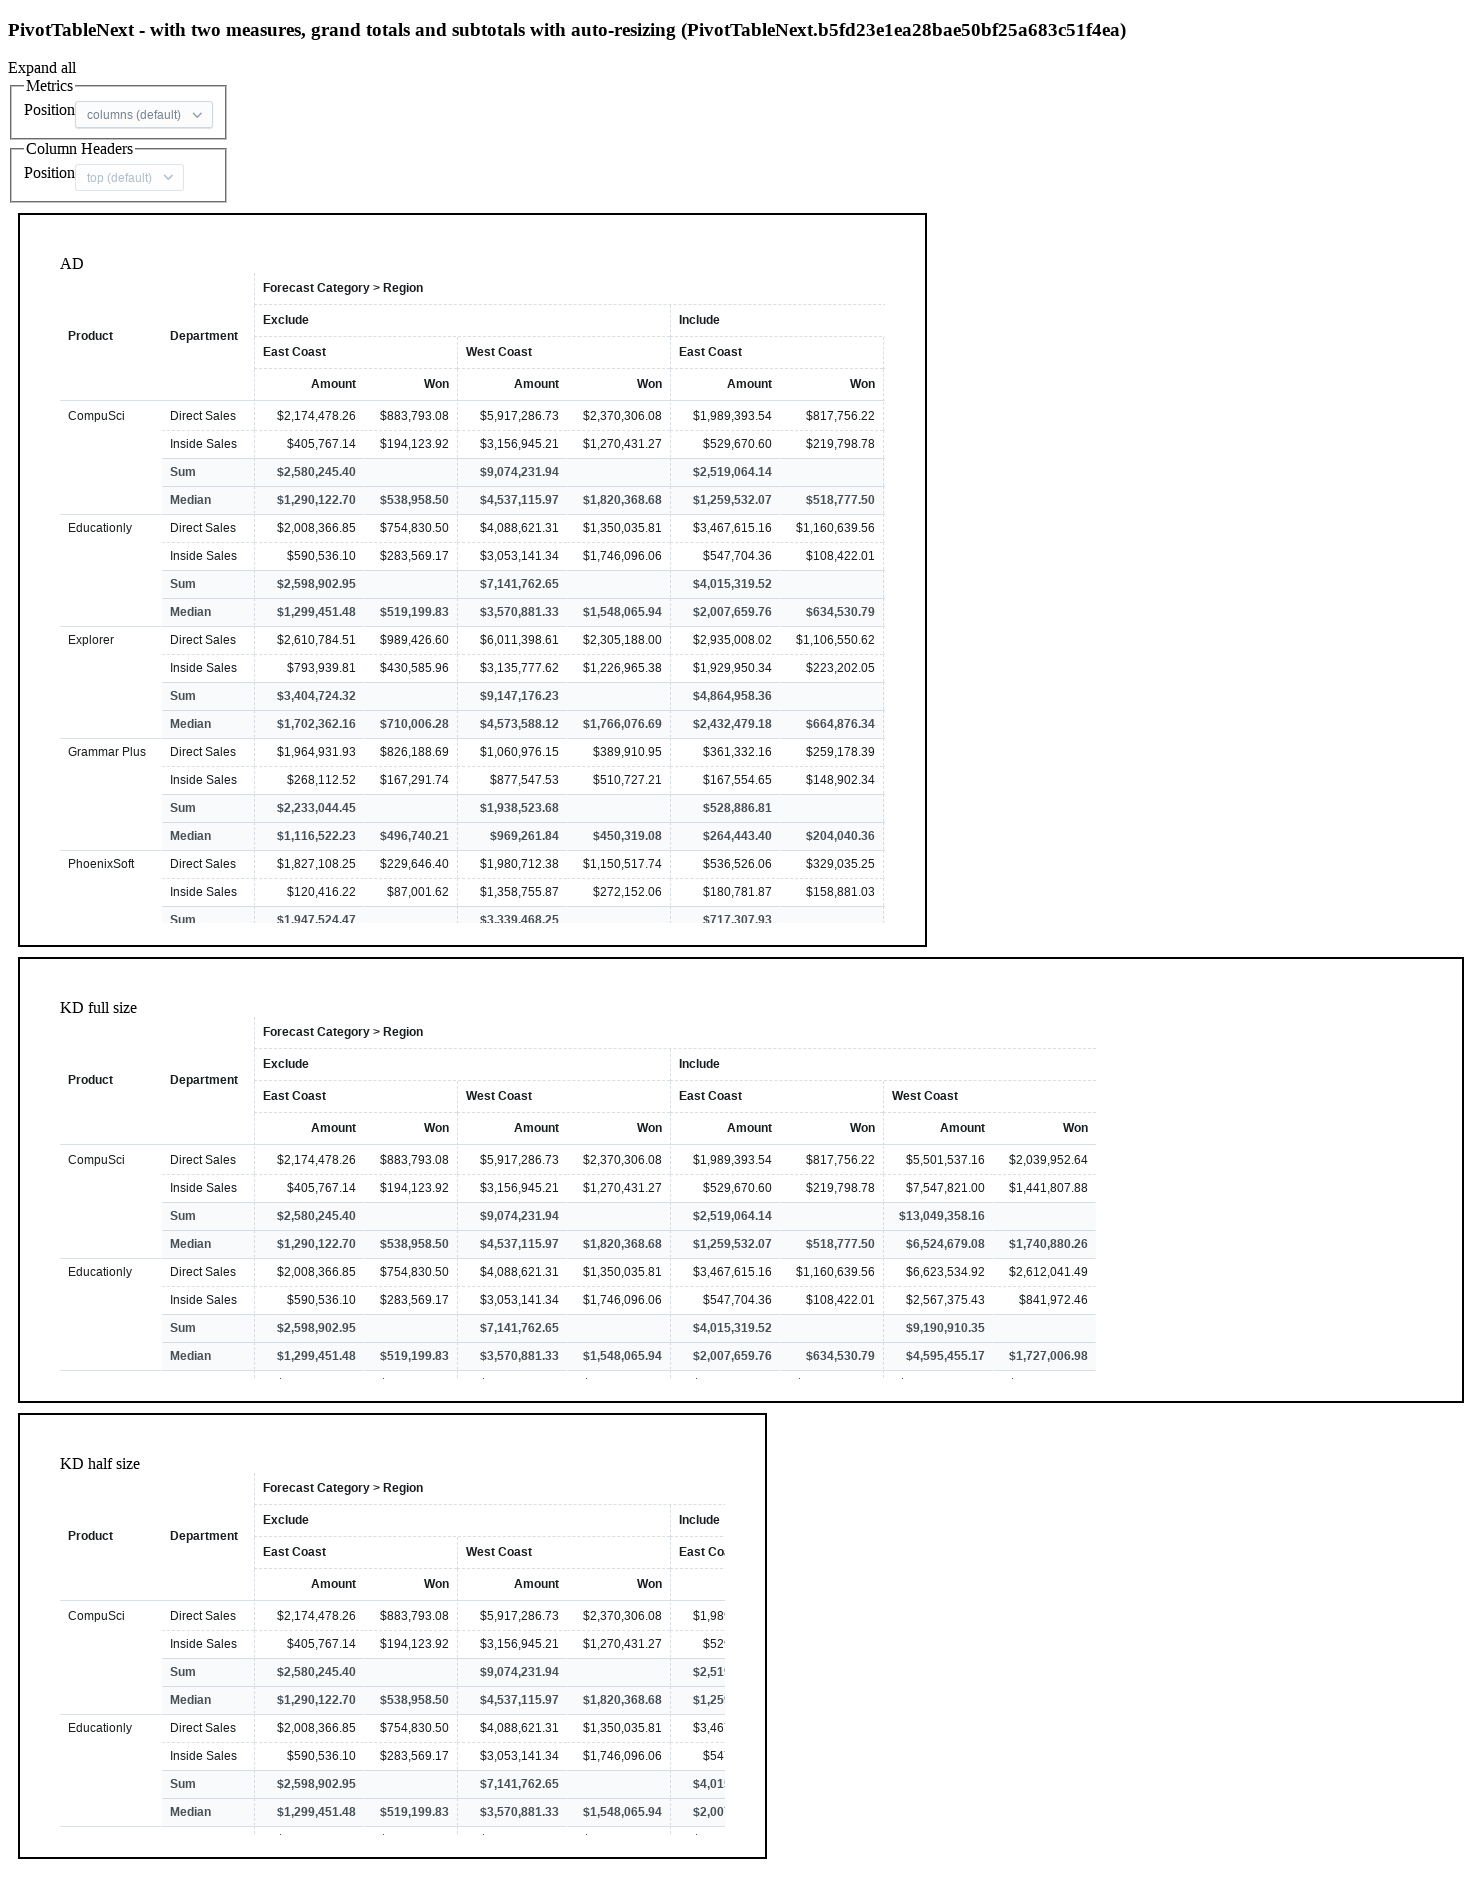 PivotTableNext - with two measures, grand totals and subtotals with auto-resizing (PivotTableNext.b5fd23e1ea28bae50bf25a683c51f4ea)
Expand all
Metrics
Position columns (default)
Column Headers
Position top (default)
AD
Forecast Category > Region
Exclude Include
Product Department
East Coast West Coast East Coast
Amount Won Amount Won Amount Won
CompuSci Direct Sales $2,174,478.26 $883,793.08 $5,917,286.73 $2,370,306.08 $1,989,393.54 $817,756.22
Inside Sales $405,767.14 $194,123.92 $3,156,945.21 $1,270,431.27 $529,670.60 $219,798.78
Sum $2,580,245.40 $9,074,231.94 $2,519,064.14
Median $1,290,122.70 $538,958.50 $4,537,115.97 $1,820,368.68 $1,259,532.07 $518,777.50
Educationly Direct Sales $2,008,366.85 $754,830.50 $4,088,621.31 $1,350,035.81 $3,467,615.16 $1,160,639.56
Inside Sales $590,536.10 $283,569.17 $3,053,141.34 $1,746,096.06 $547,704.36 $108,422.01
Sum $2,598,902.95 $7,141,762.65 $4,015,319.52
Median $1,299,451.48 $519,199.83 $3,570,881.33 $1,548,065.94 $2,007,659.76 $634,530.79
Explorer Direct Sales $2,610,784.51 $989,426.60 $6,011,398.61 $2,305,188.00 $2,935,008.02 $1,106,550.62
Inside Sales $793,939.81 $430,585.96 $3,135,777.62 $1,226,965.38 $1,929,950.34 $223,202.05
Sum $3,404,724.32 $9,147,176.23 $4,864,958.36
Median $1,702,362.16 $710,006.28 $4,573,588.12 $1,766,076.69 $2,432,479.18 $664,876.34
Grammar Plus Direct Sales $1,964,931.93 $826,188.69 $1,060,976.15 $389,910.95 $361,332.16 $259,178.39
Inside Sales $268,112.52 $167,291.74 $877,547.53 $510,727.21 $167,554.65 $148,902.34
Sum $2,233,044.45 $1,938,523.68 $528,886.81
Median $1,116,522.23 $496,740.21 $969,261.84 $450,319.08 $264,443.40 $204,040.36
PhoenixSoft Direct Sales $1,827,108.25 $229,646.40 $1,980,712.38 $1,150,517.74 $536,526.06 $329,035.25
Inside Sales $120,416.22 $87,001.62 $1,358,755.87 $272,152.06 $180,781.87 $158,881.03
Sum $1,947,524.47 $3,339,468.25 $717,307.93
KD full size
Forecast Category > Region
Exclude Include
Product Department
East Coast West Coast East Coast West Coast
Amount Won Amount Won Amount Won Amount Won
CompuSci Direct Sales $2,174,478.26 $883,793.08 $5,917,286.73 $2,370,306.08 $1,989,393.54 $817,756.22 $5,501,537.16 $2,039,952.64
Inside Sales $405,767.14 $194,123.92 $3,156,945.21 $1,270,431.27 $529,670.60 $219,798.78 $7,547,821.00 $1,441,807.88
Sum $2,580,245.40 $9,074,231.94 $2,519,064.14 $13,049,358.16
Median $1,290,122.70 $538,958.50 $4,537,115.97 $1,820,368.68 $1,259,532.07 $518,777.50 $6,524,679.08 $1,740,880.26
Educationly Direct Sales $2,008,366.85 $754,830.50 $4,088,621.31 $1,350,035.81 $3,467,615.16 $1,160,639.56 $6,623,534.92 $2,612,041.49
Inside Sales $590,536.10 $283,569.17 $3,053,141.34 $1,746,096.06 $547,704.36 $108,422.01 $2,567,375.43 $841,972.46
Sum $2,598,902.95 $7,141,762.65 $4,015,319.52 $9,190,910.35
Median $1,299,451.48 $519,199.83 $3,570,881.33 $1,548,065.94 $2,007,659.76 $634,530.79 $4,595,455.17 $1,727,006.98
KD half size
Forecast Category > Region
Exclude Include
Product Department
East Coast West Coast East
Amount Won Amount Won
CompuSci Direct Sales $2,174,478.26 $883,793.08 $5,917,286.73 $2,370,306.08
Inside Sales $405,767.14 $194,123.92 $3,156,945.21 $1,270,431.27
Sum $2,580,245.40 $9,074,231.94
Median $1,290,122.70 $538,958.50 $4,537,115.97 $1,820,368.68
Educationly Direct Sales $2,008,366.85 $754,830.50 $4,088,621.31 $1,350,035.81
Inside Sales $590,536.10 $283,569.17 $3,053,141.34 $1,746,096.06
Sum $2,598,902.95 $7,141,762.65
Median $1,299,451.48 $519,199.83 $3,570,881.33 $1,548,065.94